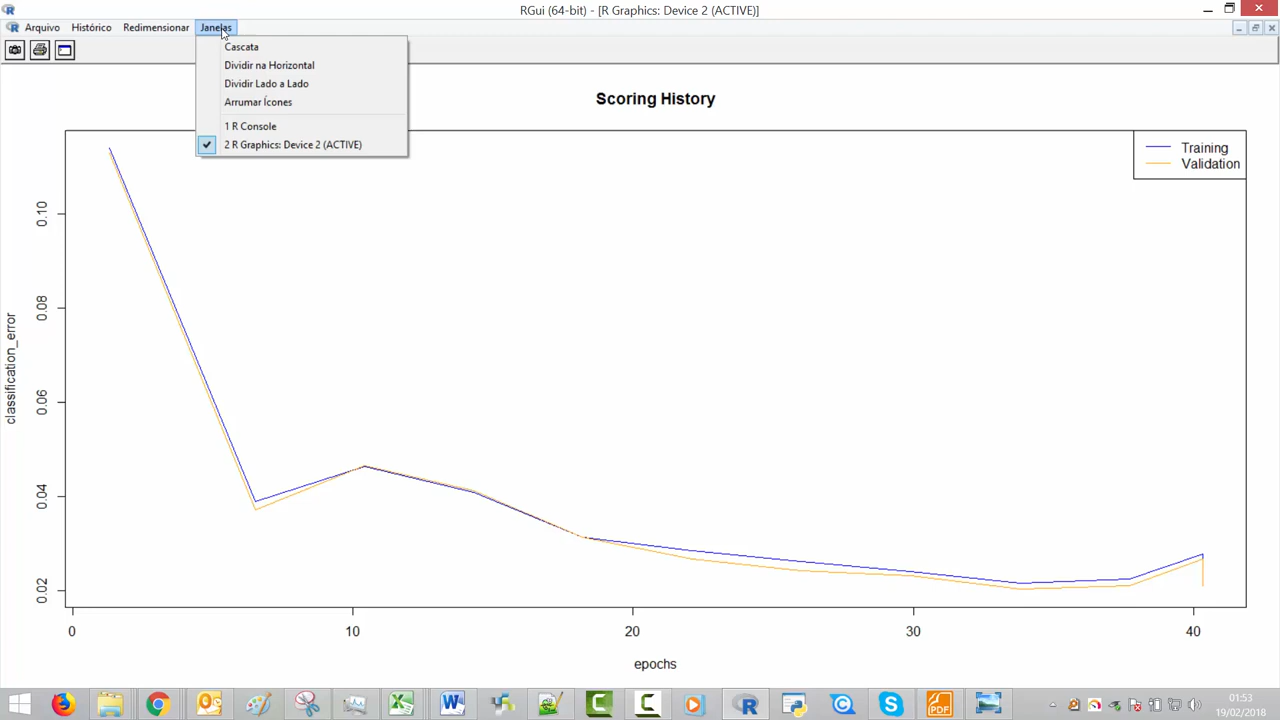 RGui (64-bit) - [R Graphics: Device 2 (ACTIVE)]
Arquivo Histórico Redimensionar Janelas
Cascata
Dividir na Horizontal
Dividir Lado a Lado
Arrumar Ícones
1 R Console
2 R Graphics: Device 2 (ACTIVE)
Scoring History
Training
Validation
classification_error
0.10
0.08
0.06
0.04
0.02
0 10 20 30 40
epochs
01:53
19/02/2018